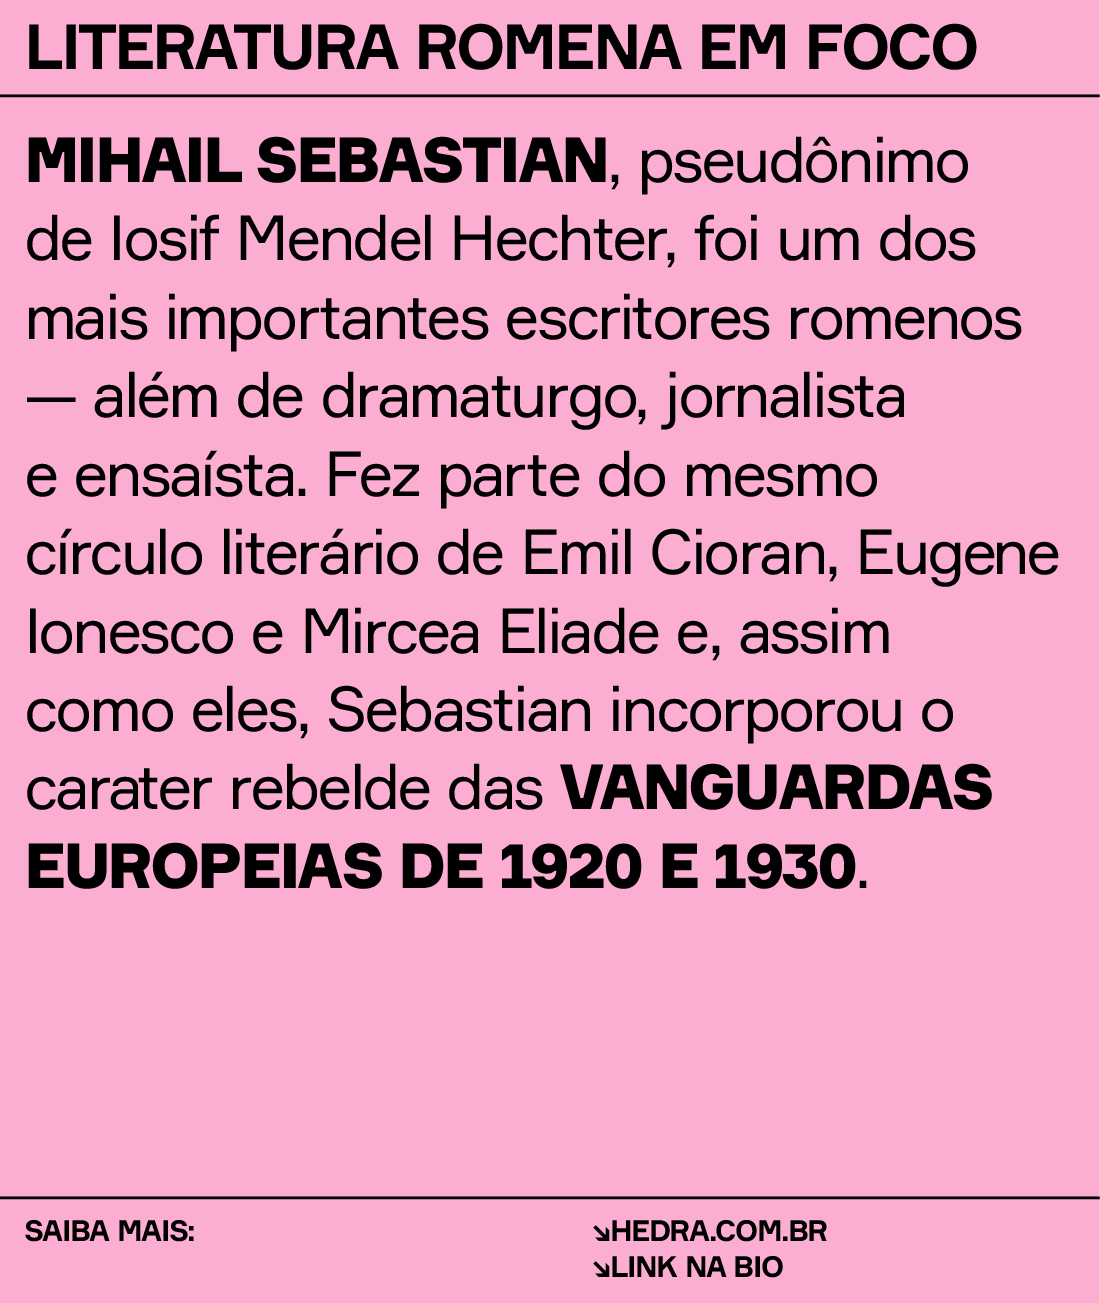 LITERATURA ROMENA EM FOCO
MIHAIL SEBASTIAN, pseudônimo
de Iosif Mendel Hechter, foi um dos
mais importantes escritores romenos
— além de dramaturgo, jornalista
e ensaísta. Fez parte do mesmo
círculo literário de Emil Cioran, Eugene
Ionesco e Mircea Eliade e, assim
como eles, Sebastian incorporou o
carater rebelde das VANGUARDAS
EUROPEIAS DE 1920 E 1930.
SAIBA MAIS:
↘HEDRA.COM.BR
↘LINK NA BIO